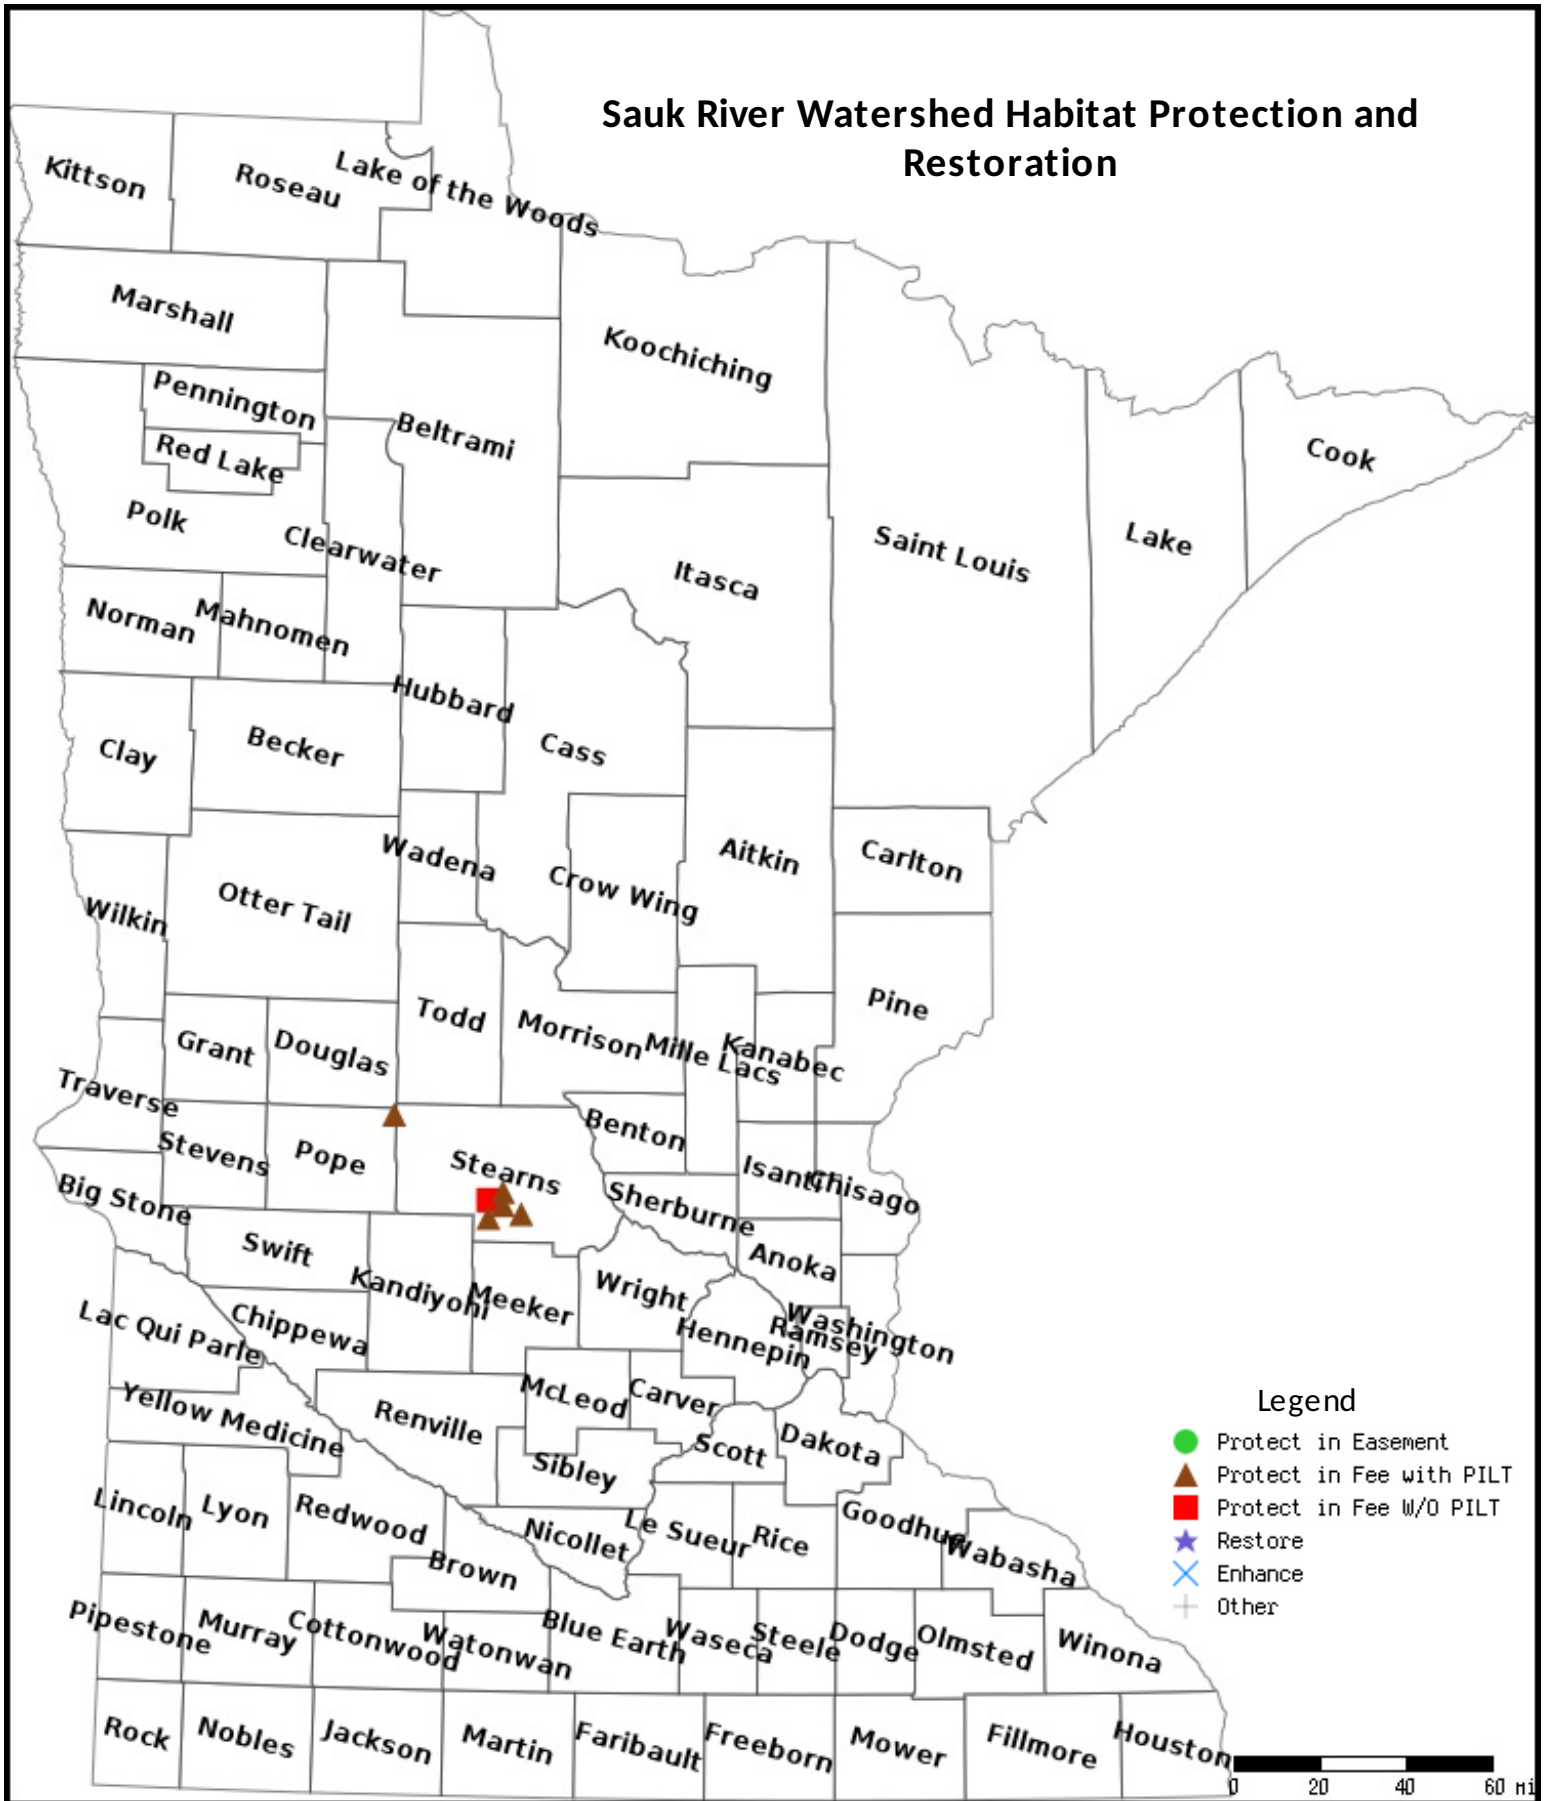 Sauk River Watershed Habitat Protection and
Restoration
Kittson
Roseau
Lake of the Woods
Marshall
Koochiching
Pennington
Beltrami
Red Lake
Cook
Polk
Clearwater
Saint Louis
Lake
Itasca
Norman
Mahnomen
Hubbard
Clay
Becker
Cass
Wadena
Aitkin
Carlton
Crow Wing
Otter Tail
Wilkin
Todd
Morrison
Pine
Grant
Douglas
Mille Lacs
Kanabec
Traverse
Stevens
Pope
Benton
Stearns
Isanti
Chisago
Big Stone
Sherburne
Swift
Anoka
Kandiyohi
Meeker
Wright
Lac Qui Parle
Chippewa
Hennepin
Ramsey
Washington
McLeod
Carver
Yellow Medicine
Renville
Scott
Dakota
Sibley
Lincoln
Lyon
Redwood
Nicollet
Le Sueur
Rice
Goodhue
Wabasha
Brown
Pipestone
Murray
Cottonwood
Watonwan
Blue Earth
Waseca
Steele
Dodge
Olmsted
Winona
Rock
Nobles
Jackson
Martin
Faribault
Freeborn
Mower
Fillmore
Houston
Legend
Protect in Easement
Protect in Fee with PILT
Protect in Fee W/O PILT
Restore
Enhance
Other
0 20 40 60 mi